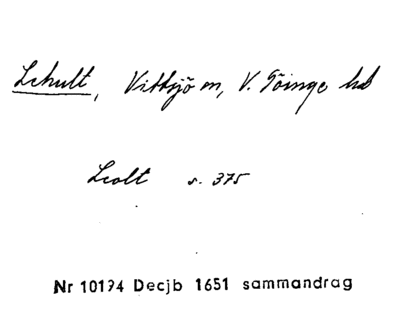 Lehult, Vittsjö sn, V. Göinge hd
Leolt s. 375
Nr 10194 Decjb 1651 sammandrag